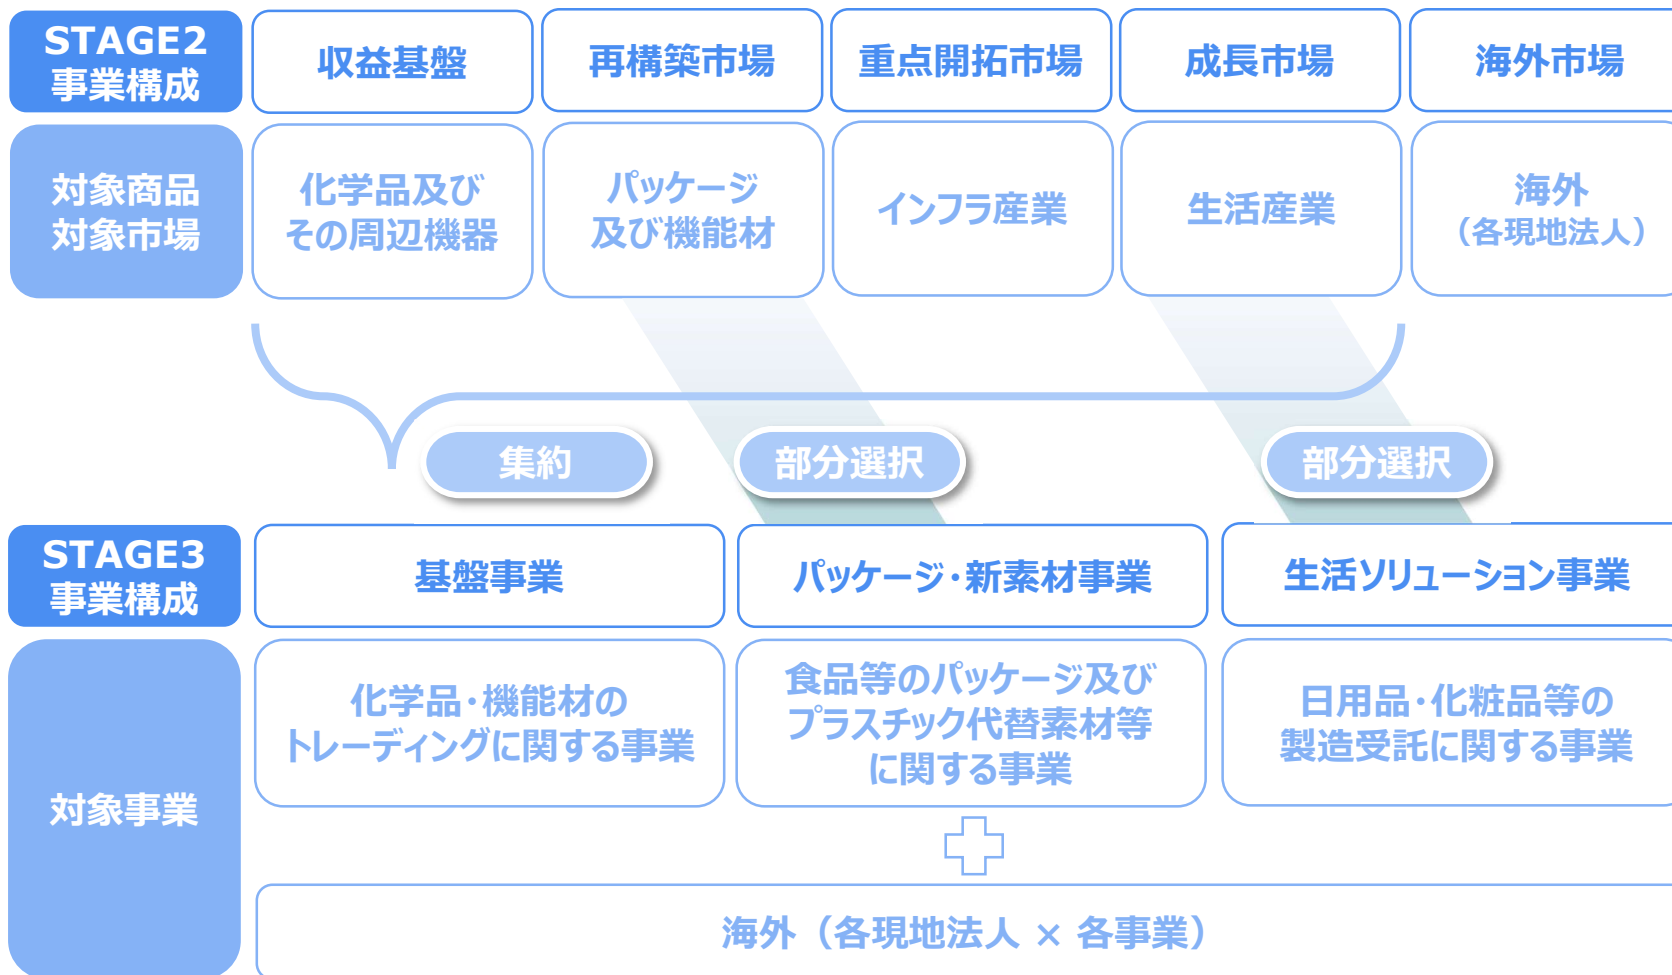 STAGE2
事業構成
収益基盤
再構築市場
重点開拓市場
成長市場
海外市場
対象商品
対象市場
化学品及び
その周辺機器
パッケージ
及び機能材
インフラ産業
生活産業
海外
（各現地法人）
集約
部分選択
部分選択
STAGE3
事業構成
基盤事業
パッケージ・新素材事業
生活ソリューション事業
対象事業
化学品・機能材の
トレーディングに関する事業
食品等のパッケージ及び
プラスチック代替素材等
に関する事業
日用品・化粧品等の
製造受託に関する事業
海外（各現地法人 × 各事業）